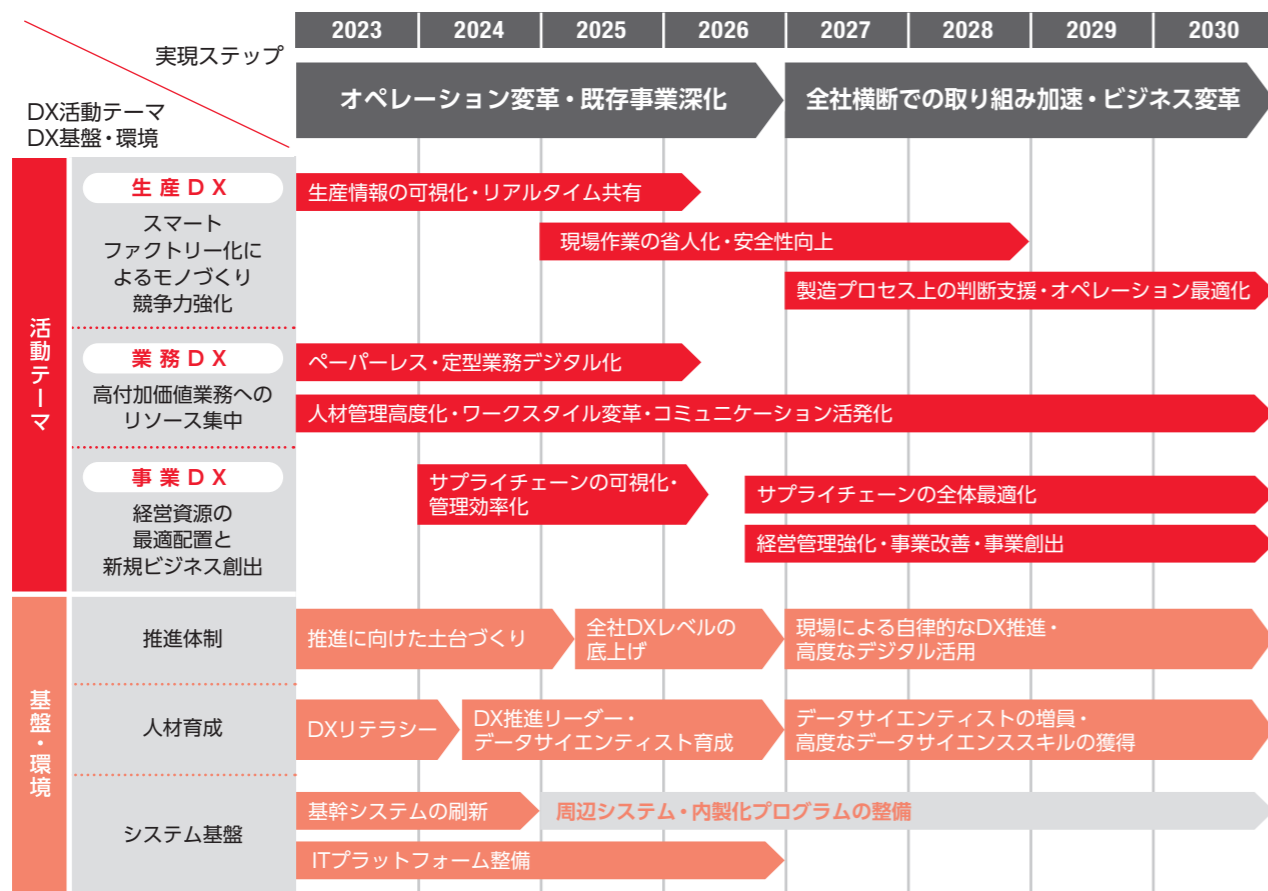 2023 2024 2025 2026 2027 2028 2029 2030
実現ステップ
DX活動テーマ
DX基盤・環境
オペレーション変革・既存事業深化
全社横断での取り組み加速・ビジネス変革
活動テーマ
生産DX
スマート
ファクトリー化に
よるモノづくり
競争力強化
生産情報の可視化・リアルタイム共有
現場作業の省人化・安全性向上
製造プロセス上の判断支援・オペレーション最適化
業務DX
高付加価値業務への
リソース集中
ペーパーレス・定型業務デジタル化
人材管理高度化・ワークスタイル変革・コミュニケーション活発化
事業DX
経営資源の
最適配置と
新規ビジネス創出
サプライチェーンの可視化・
管理効率化
サプライチェーンの全体最適化
経営管理強化・事業改善・事業創出
基盤・環境
推進体制
推進に向けた土台づくり
全社DXレベルの
底上げ
現場による自律的なDX推進・
高度なデジタル活用
人材育成
DXリテラシー
DX推進リーダー・
データサイエンティスト育成
データサイエンティストの増員・
高度なデータサイエンススキルの獲得
システム基盤
基幹システムの刷新
周辺システム・内製化プログラムの整備
ITプラットフォーム整備